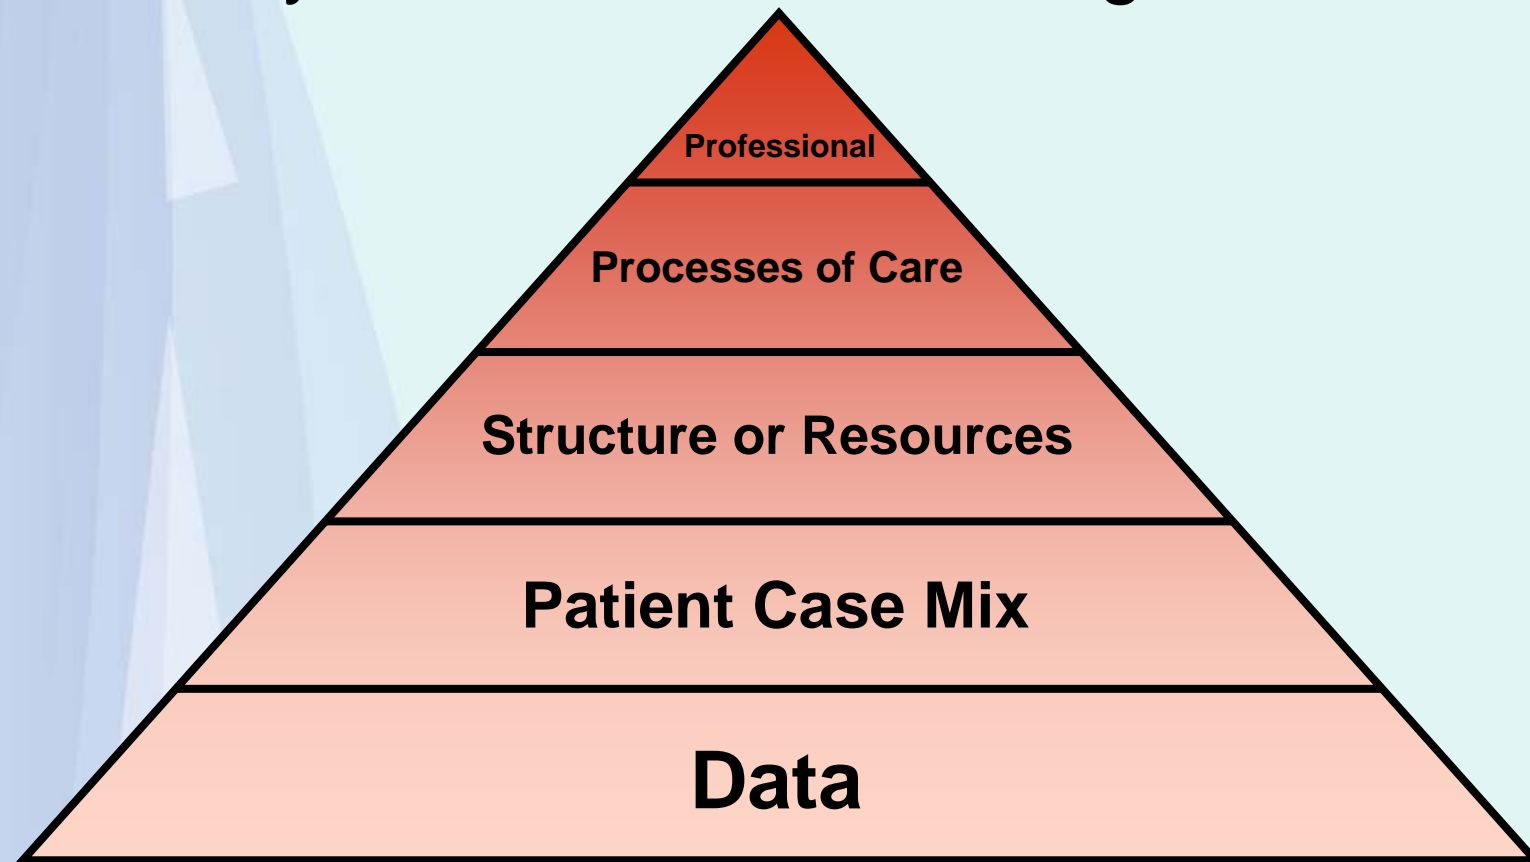 Professional
Processes of Care
Structure or Resources
Patient Case Mix
Data